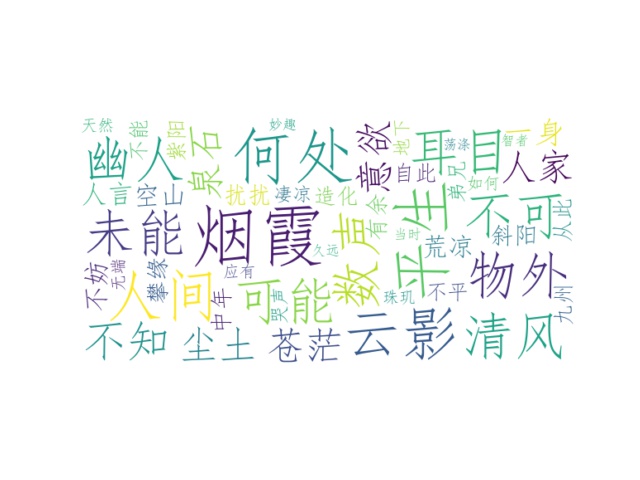 天然
不能
紫阳
泉石
妙趣
幽人
何处
意欲
地下
荡涤
智者
一身
耳目
人家
人言
空山
扰扰
凄凉
造化
自此
弟兄
如何
未能
烟霞
数声
有余
平生
不可
从此
不妨
无端
攀缘
人间
中年
应有
久远
当时
荒凉
斜阳
可能
哭声
珠玑
不平
物外
九州
不知
尘土
苍茫
云影
清风